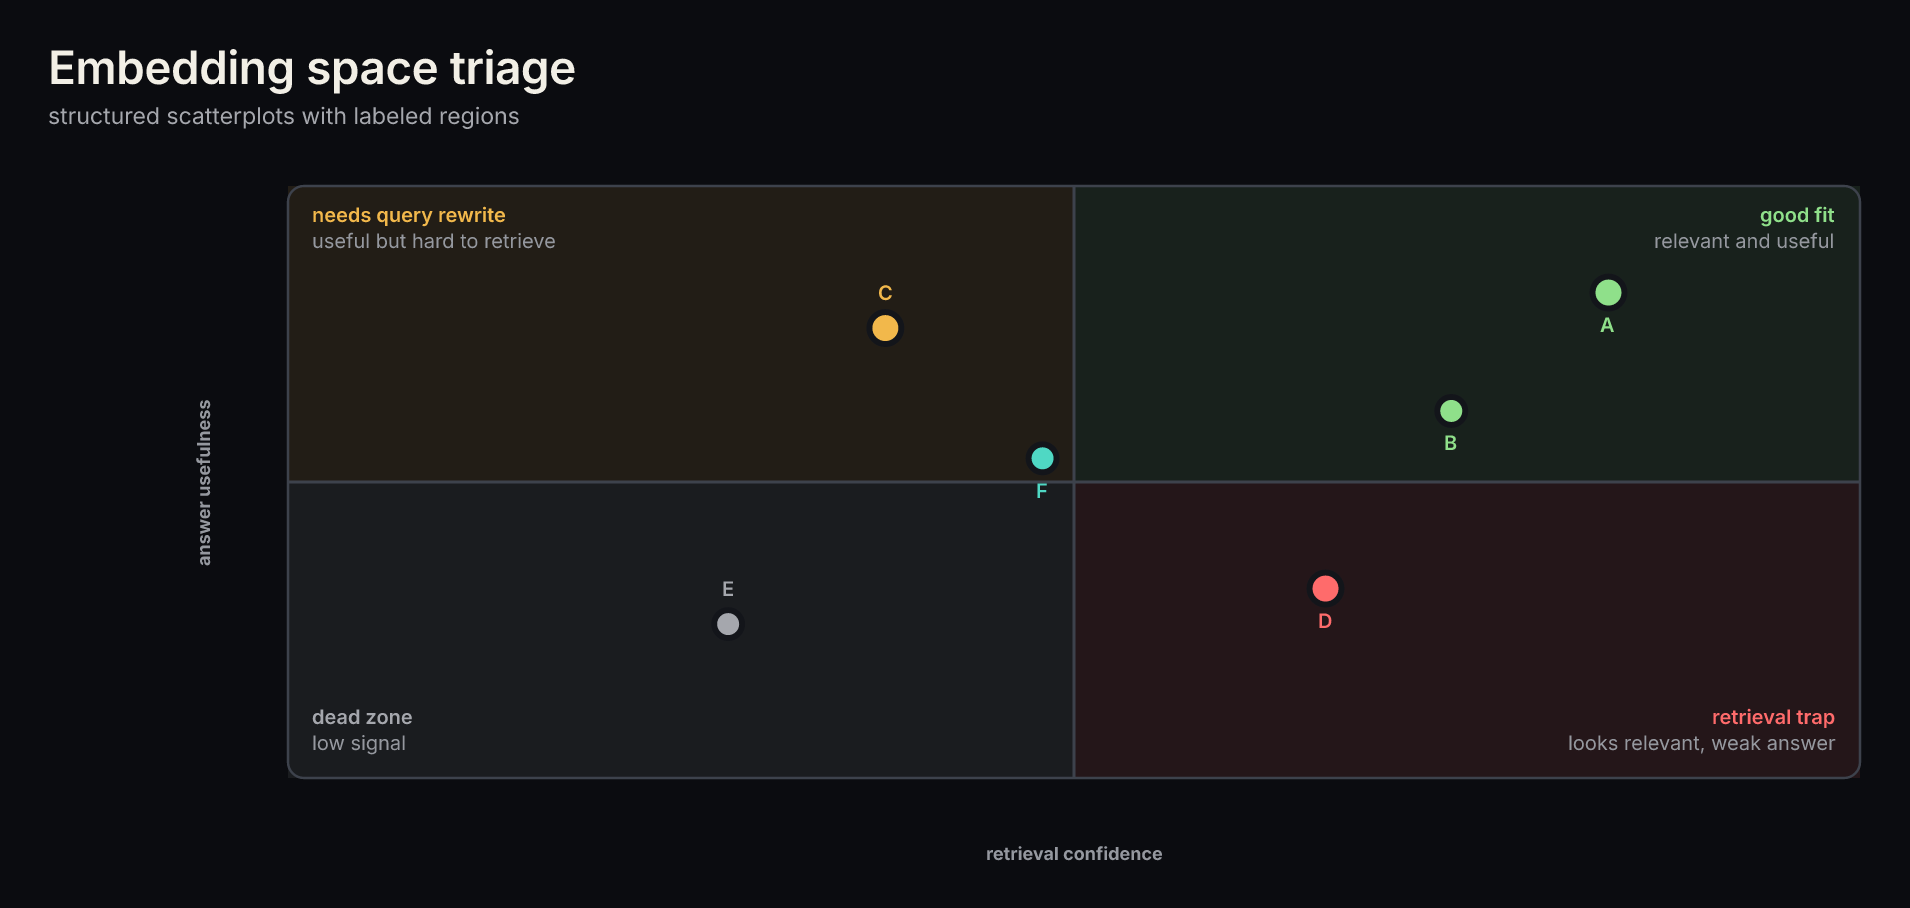 Embedding space triage
structured scatterplots with labeled regions
needs query rewrite
useful but hard to retrieve
good fit
relevant and useful
C
A
B
F
answer usefulness
E
D
dead zone
low signal
retrieval trap
looks relevant, weak answer
retrieval confidence